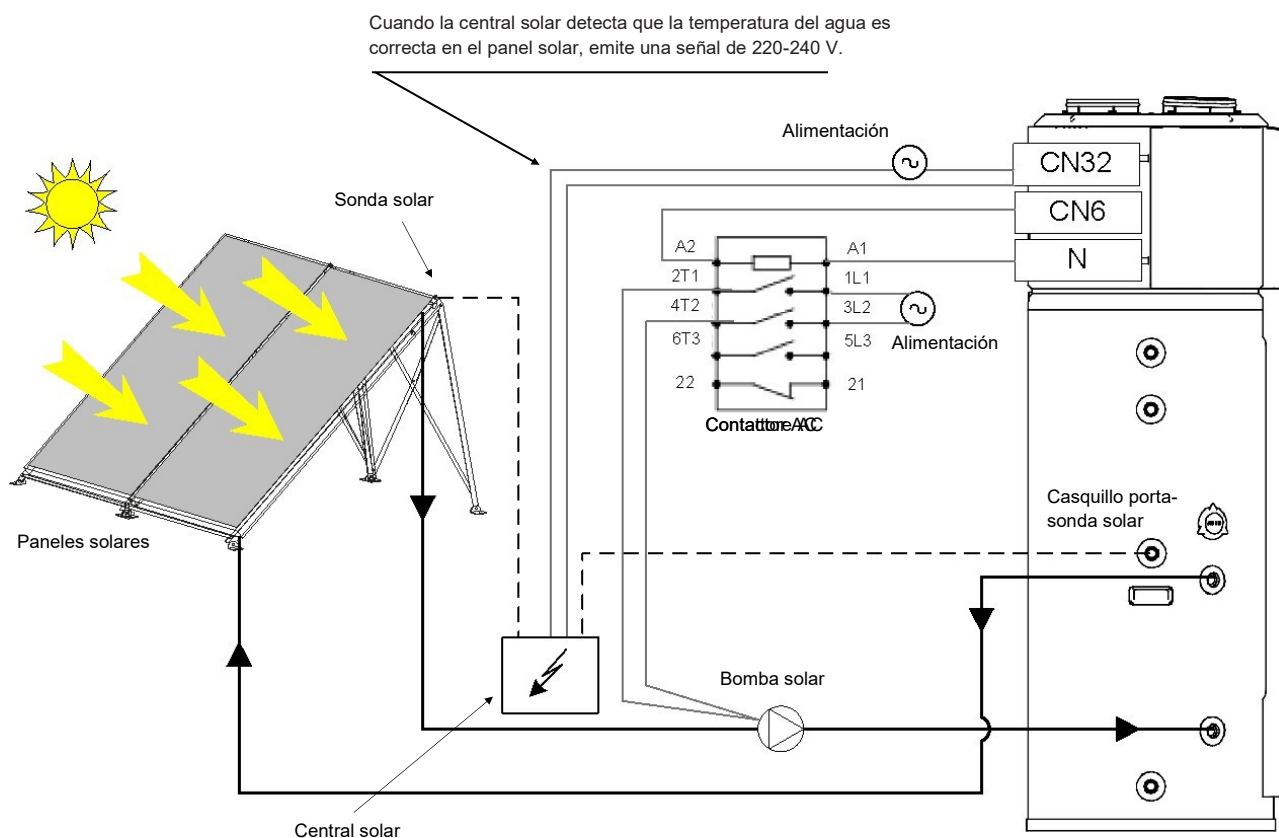 Cuando la central solar detecta que la temperatura del agua es
correcta en el panel solar, emite una señal de 220-240 V.
Alimentación
CN32
Sonda solar
CN6
A2
A1
N
2T1
1L1
4T2
3L2
6T3
5L3
Alimentación
22
21
Casquillo porta-
sonda solar
Paneles solares
Bomba solar
Central solar